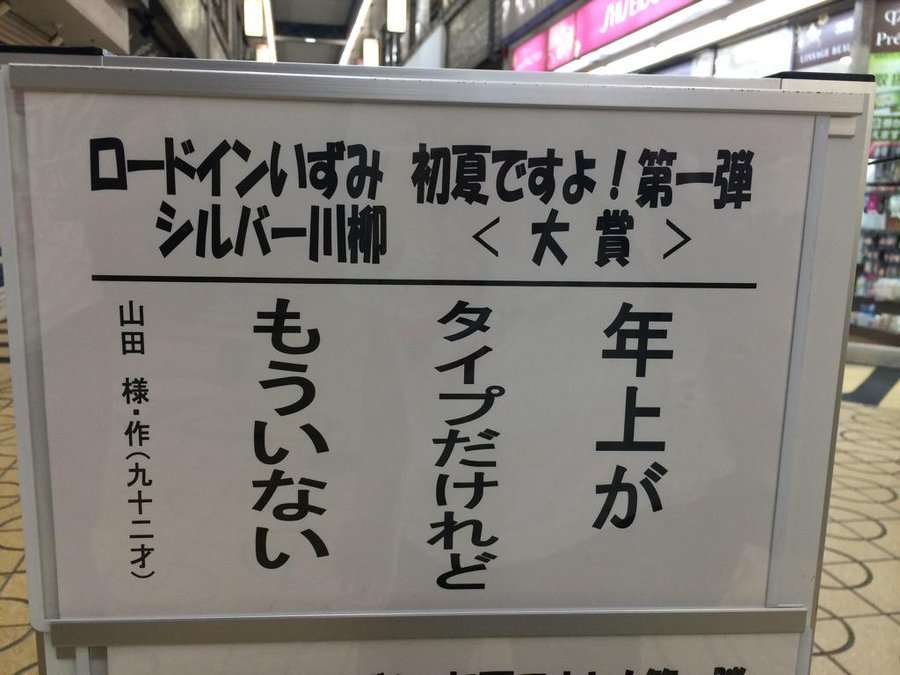 ロードインいずみ 初夏ですよ！第一弾
シルバー川柳 ＜大賞＞
年上が
タイプだけれど
もういない
山田 様・作（九十二才）
SHISEIDO